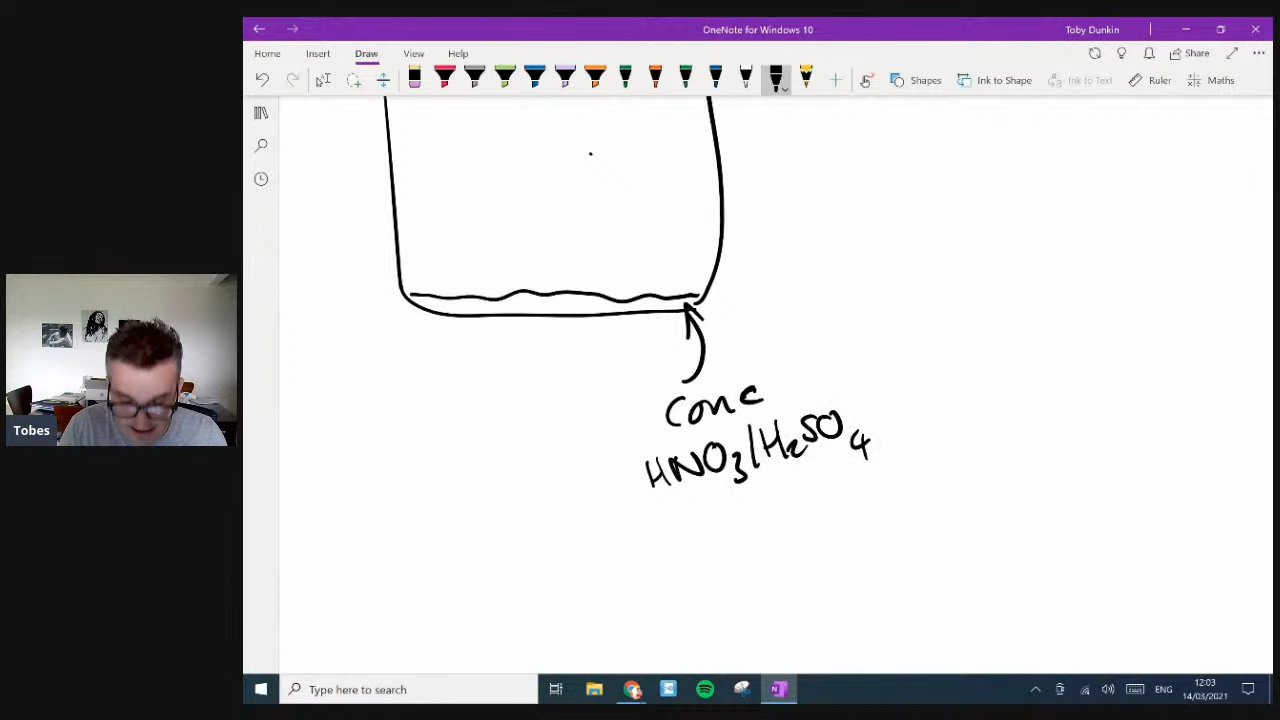 OneNote for Windows 10
Toby Dunkin
Home Insert Draw View Help
Share
Shapes Ink to Shape Ink to Text Ruler Maths
Conc
HNO₃/H₂SO₄
Tobes
Type here to search
ENG
12:03
14/03/2021